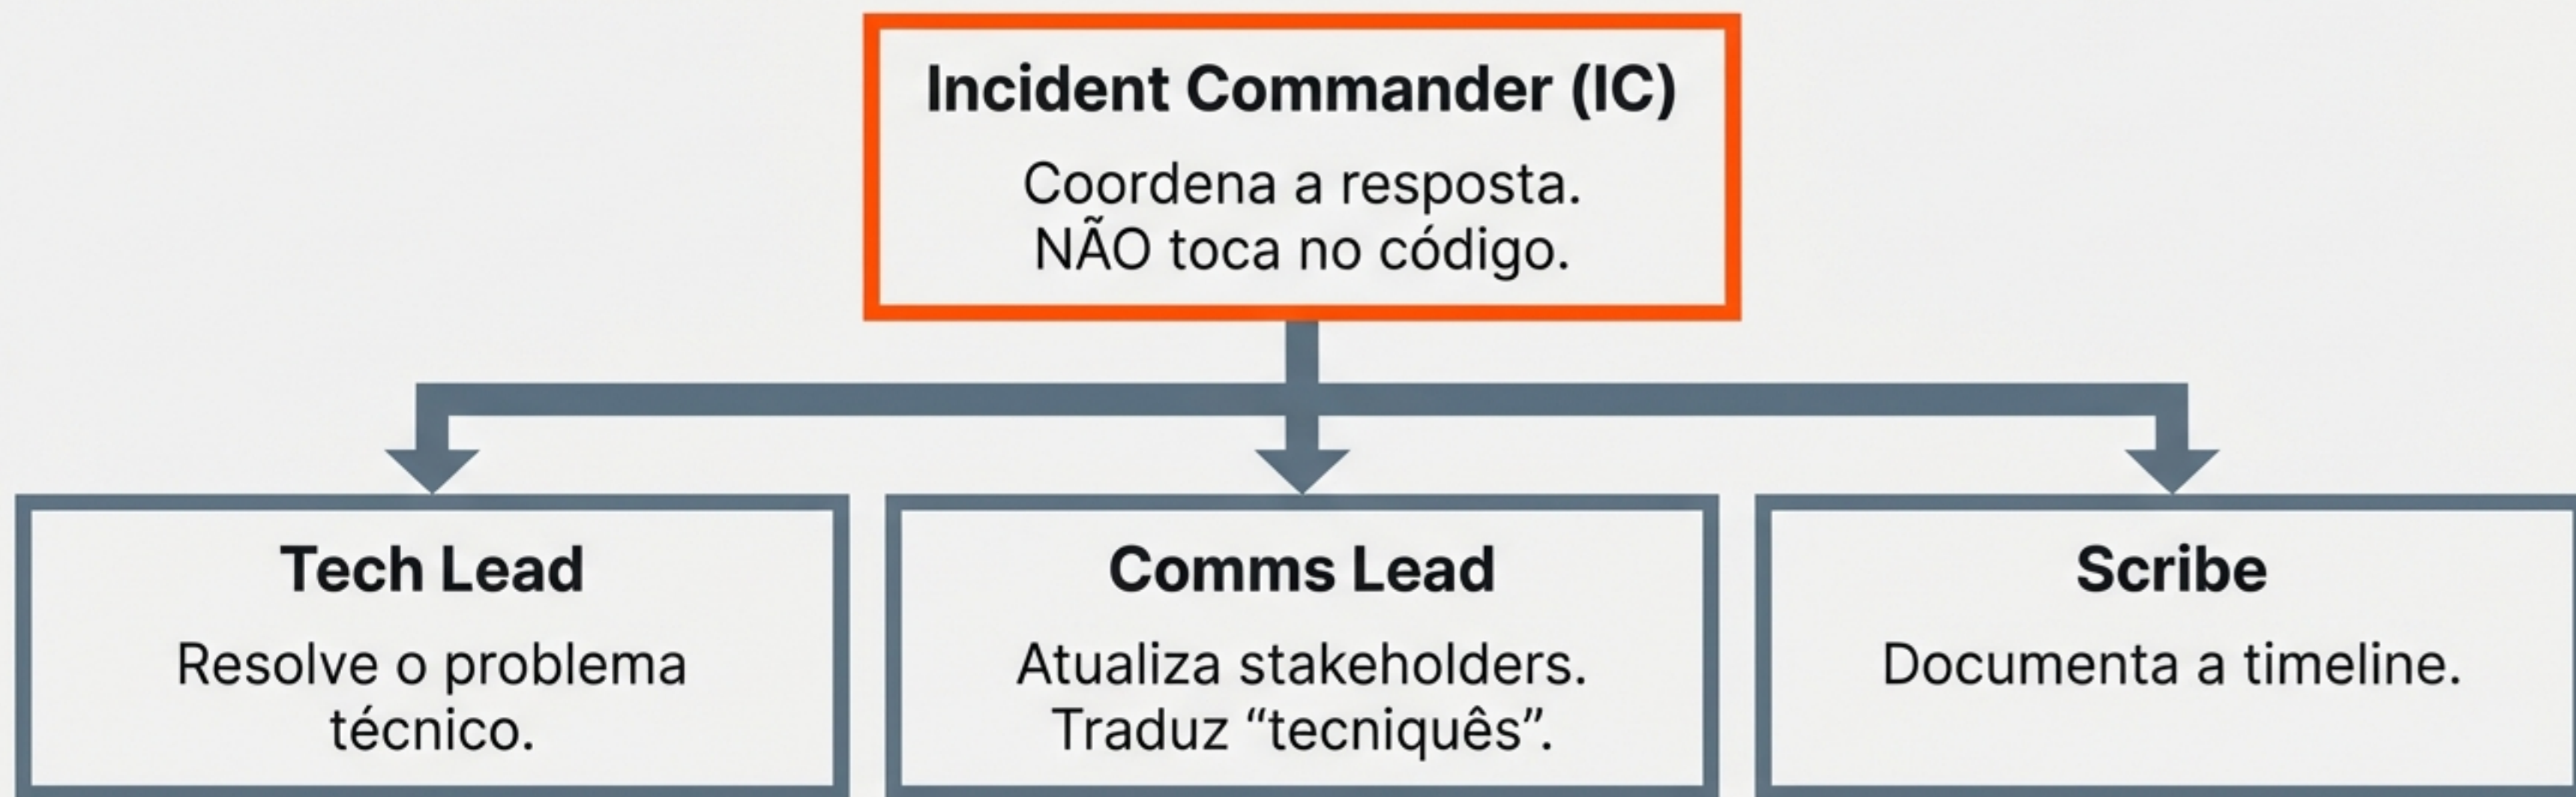 Incident Commander (IC)
Coordena a resposta.
NÃO toca no código.
Tech Lead
Resolve o problema
técnico.
Comms Lead
Atualiza stakeholders.
Traduz “tecniquês”.
Scribe
Documenta a timeline.